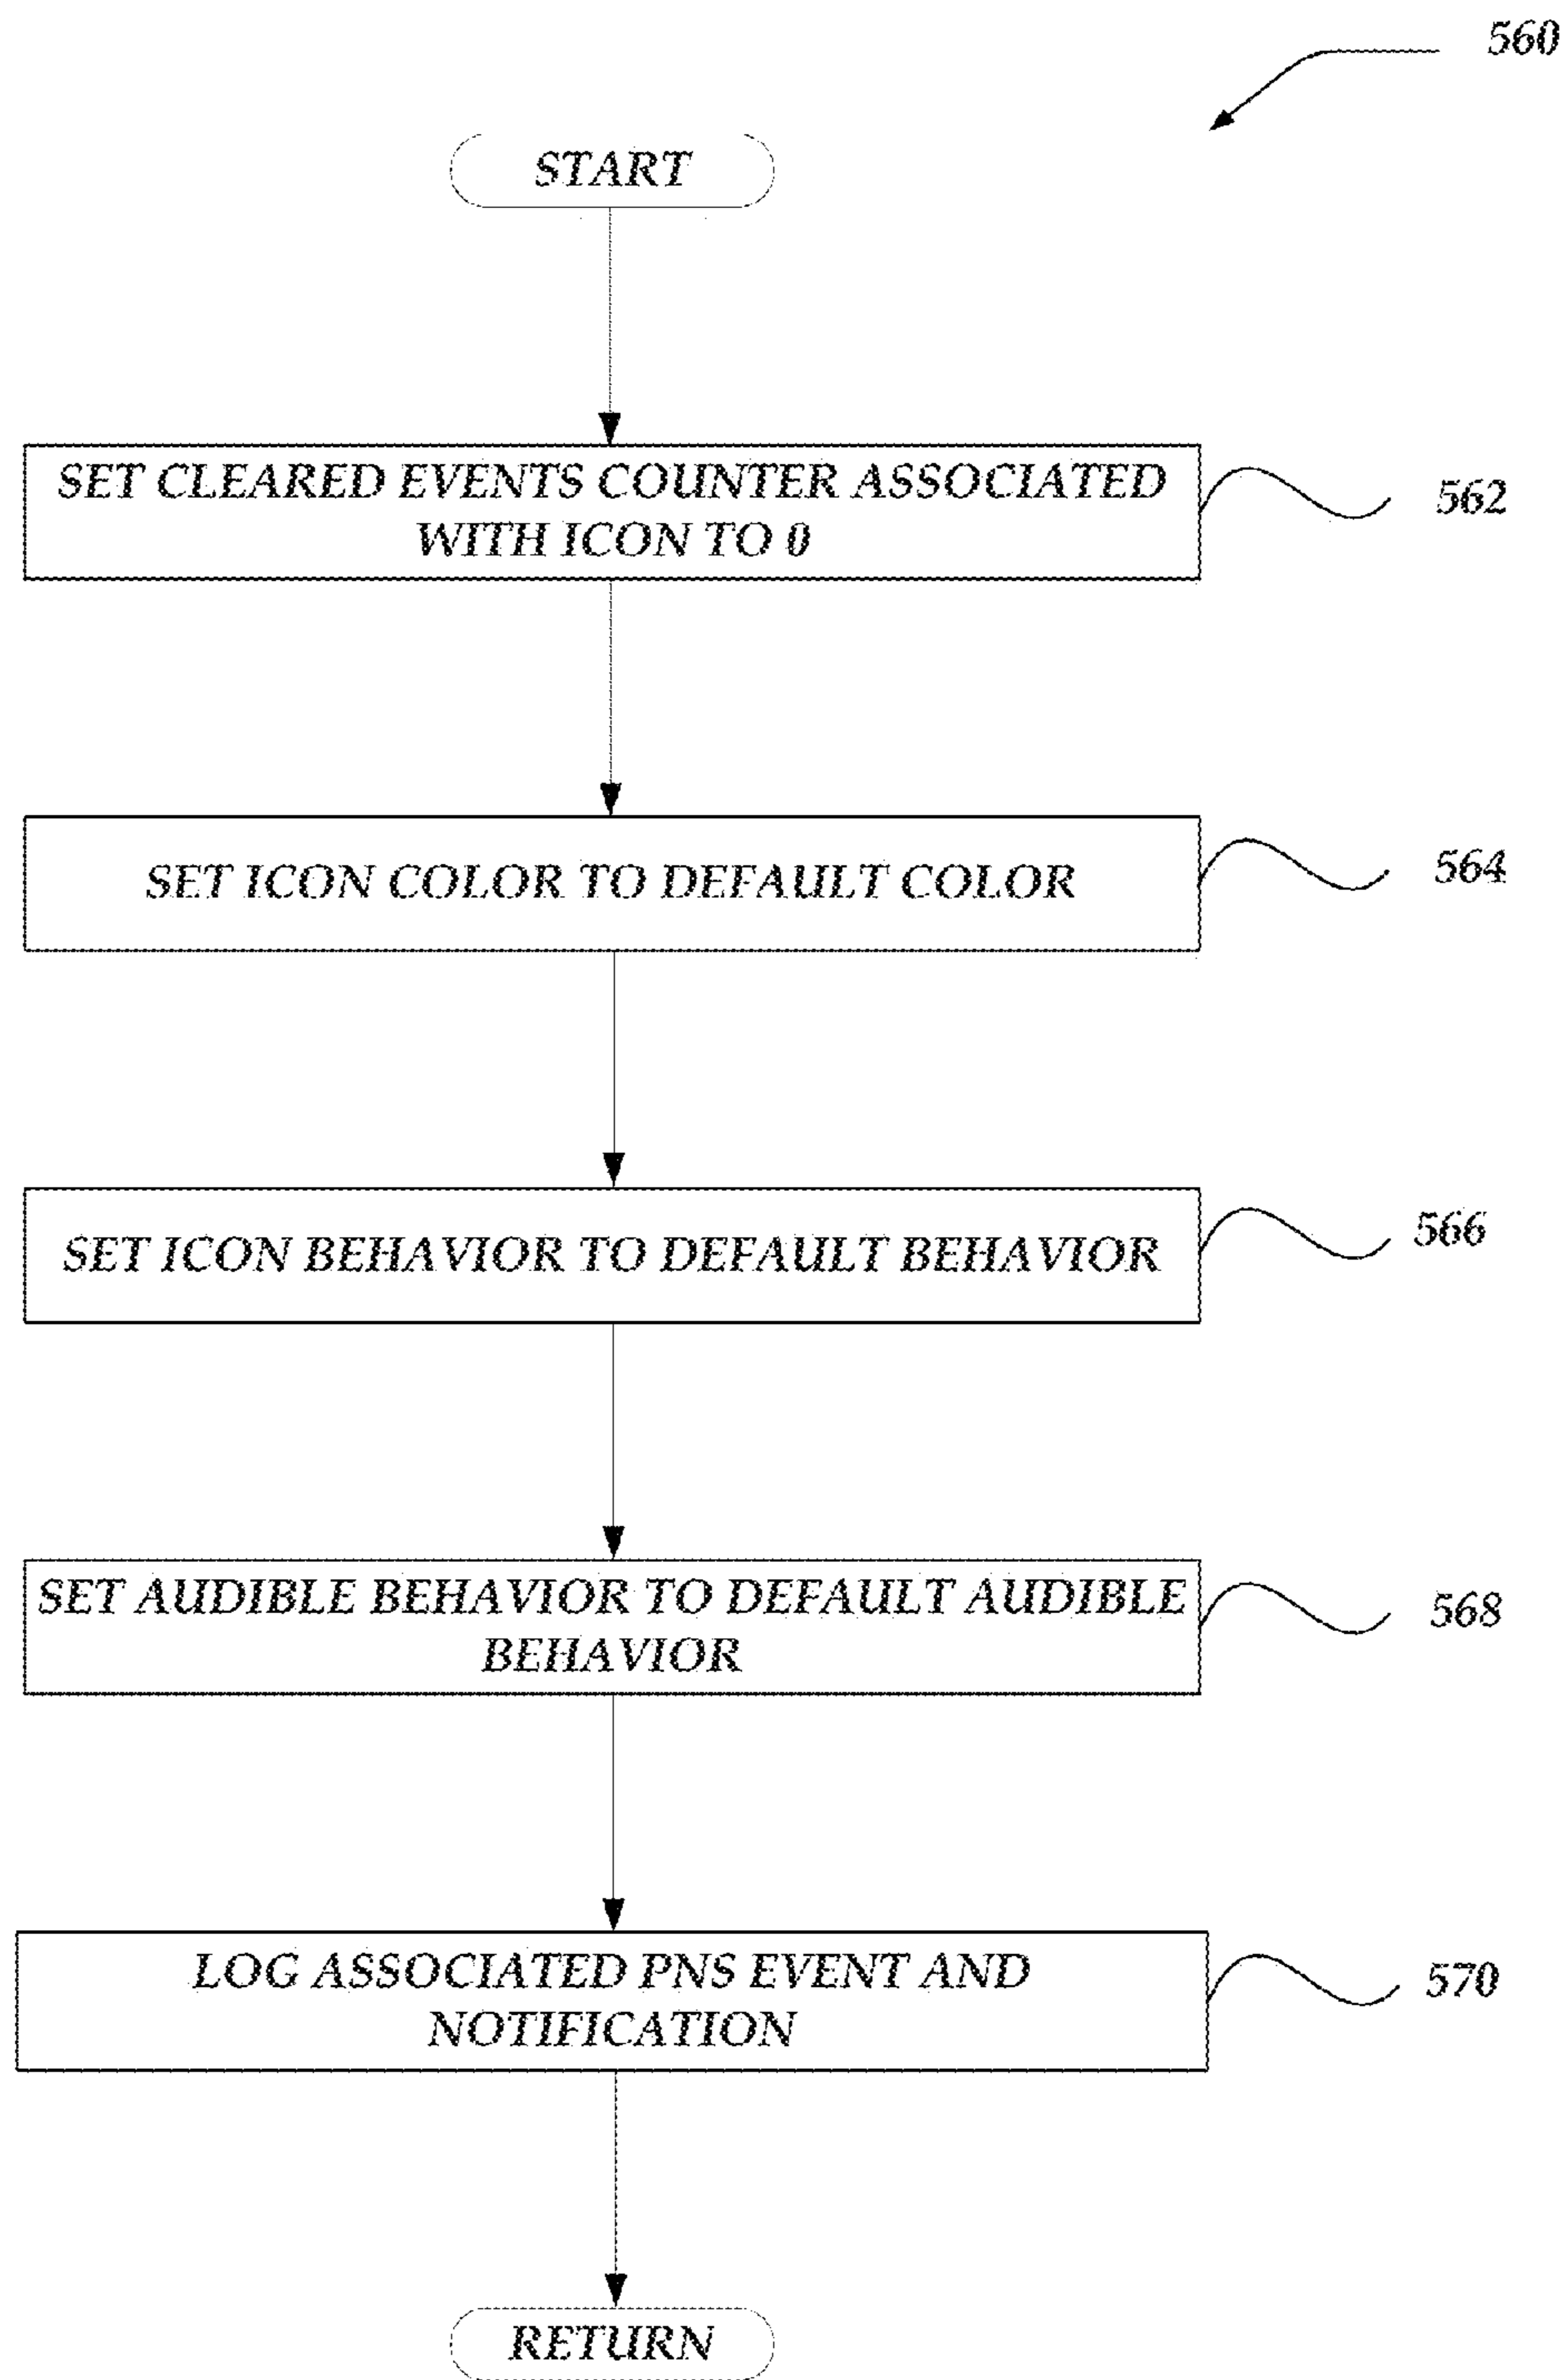 560
START
SET CLEARED EVENTS COUNTER ASSOCIATED
WITH ICON TO 0
562
SET ICON COLOR TO DEFAULT COLOR
564
SET ICON BEHAVIOR TO DEFAULT BEHAVIOR
566
SET AUDIBLE BEHAVIOR TO DEFAULT AUDIBLE
BEHAVIOR
568
LOG ASSOCIATED PNS EVENT AND
NOTIFICATION
570
RETURN